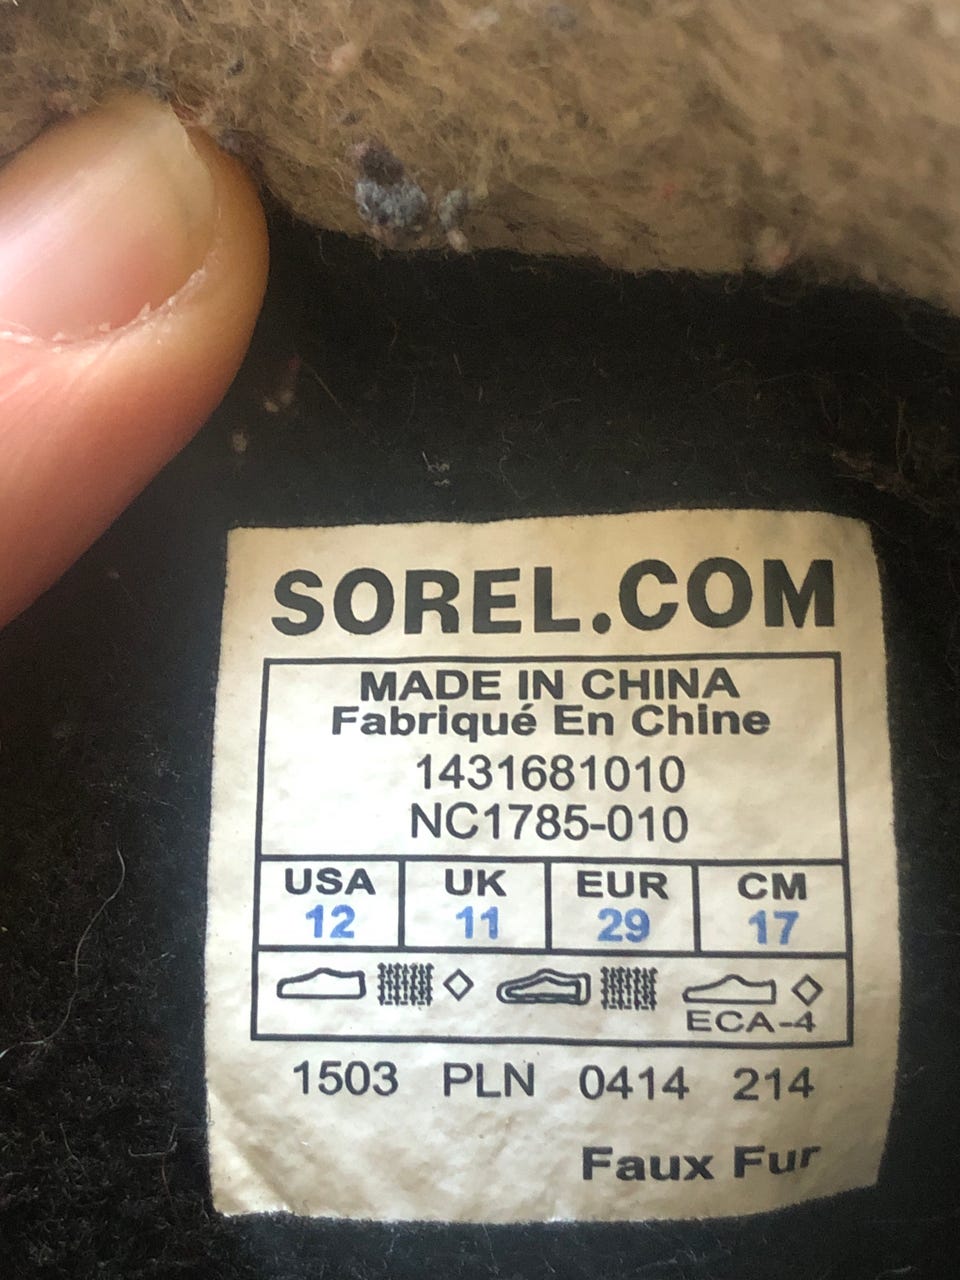 SOREL.COM
MADE IN CHINA
Fabriqué En Chine
1431681010
NC1785-010
USA UK EUR CM
12 11 29 17
ECA-4
1503 PLN 0414 214
Faux Fur